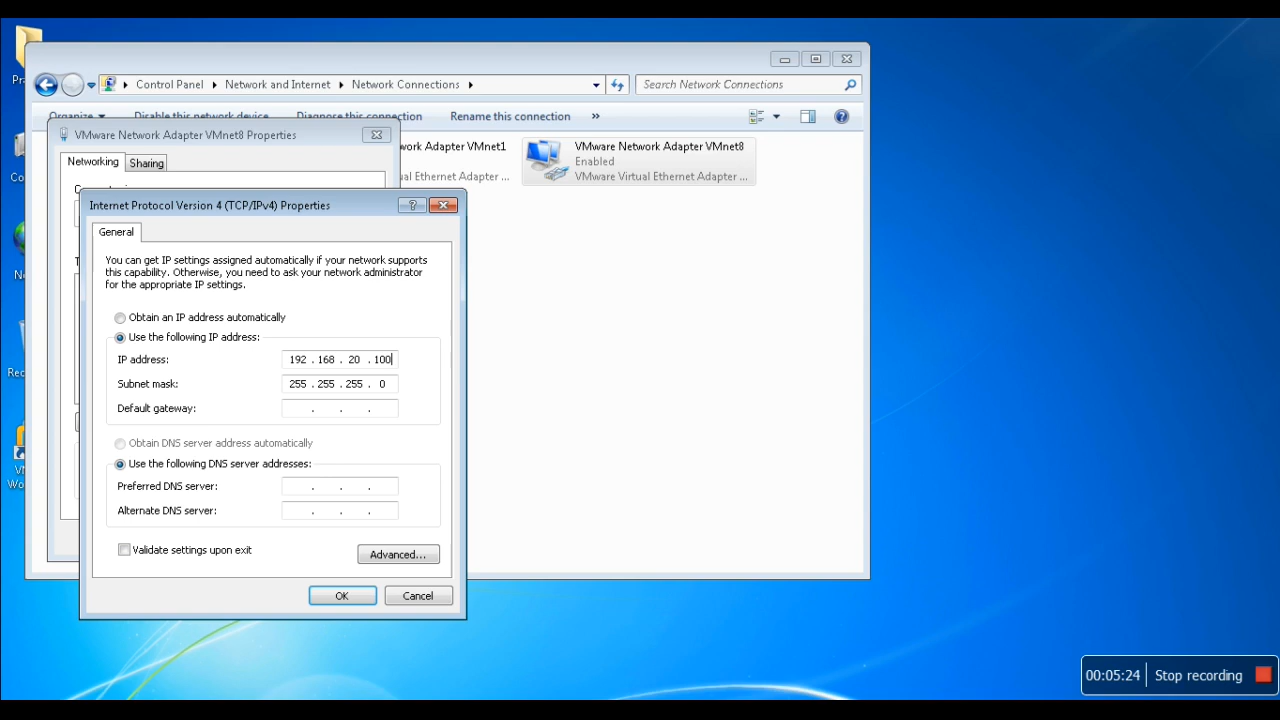 Control Panel Network and Internet Network Connections
Search Network Connections
Organize Disable this network device Diagnose this connection Rename this connection »
VMware Network Adapter VMnet8 Properties
Networking Sharing
work Adapter VMnet1
ual Ethernet Adapter ...
VMware Network Adapter VMnet8
Enabled
VMware Virtual Ethernet Adapter ...
Internet Protocol Version 4 (TCP/IPv4) Properties
General
You can get IP settings assigned automatically if your network supports
this capability. Otherwise, you need to ask your network administrator
for the appropriate IP settings.
Obtain an IP address automatically
Use the following IP address:
IP address: 192 . 168 . 20 . 100
Subnet mask: 255 . 255 . 255 . 0
Default gateway: . . .
Obtain DNS server address automatically
Use the following DNS server addresses:
Preferred DNS server: . . .
Alternate DNS server: . . .
Validate settings upon exit
Advanced...
OK Cancel
00:05:24 Stop recording